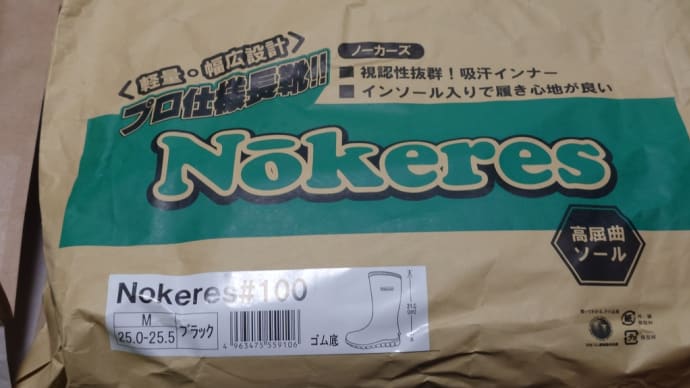 〈軽量・幅広設計〉
プロ仕様長靴!!
ノーカーズ
■ 視認性抜群！吸汗インナー
■ インソール入りで履き心地が良い
Nōkeres
高屈曲
ソール
Nokeres#100
M
25.0-25.5
ブラック
4 963475 559106
ゴム底